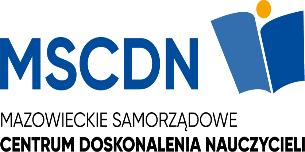 MSCDN
MAZOWIECKIE SAMORZĄDOWE
CENTRUM DOSKONALENIA NAUCZYCIELI